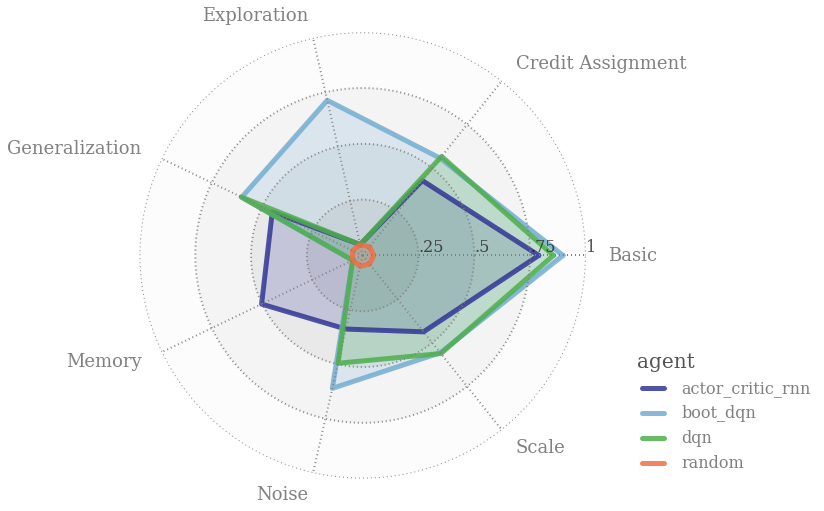 Exploration
Credit Assignment
Generalization
.25
.5
.75
1
Basic
Memory
agent
actor_critic_rnn
boot_dqn
dqn
random
Scale
Noise